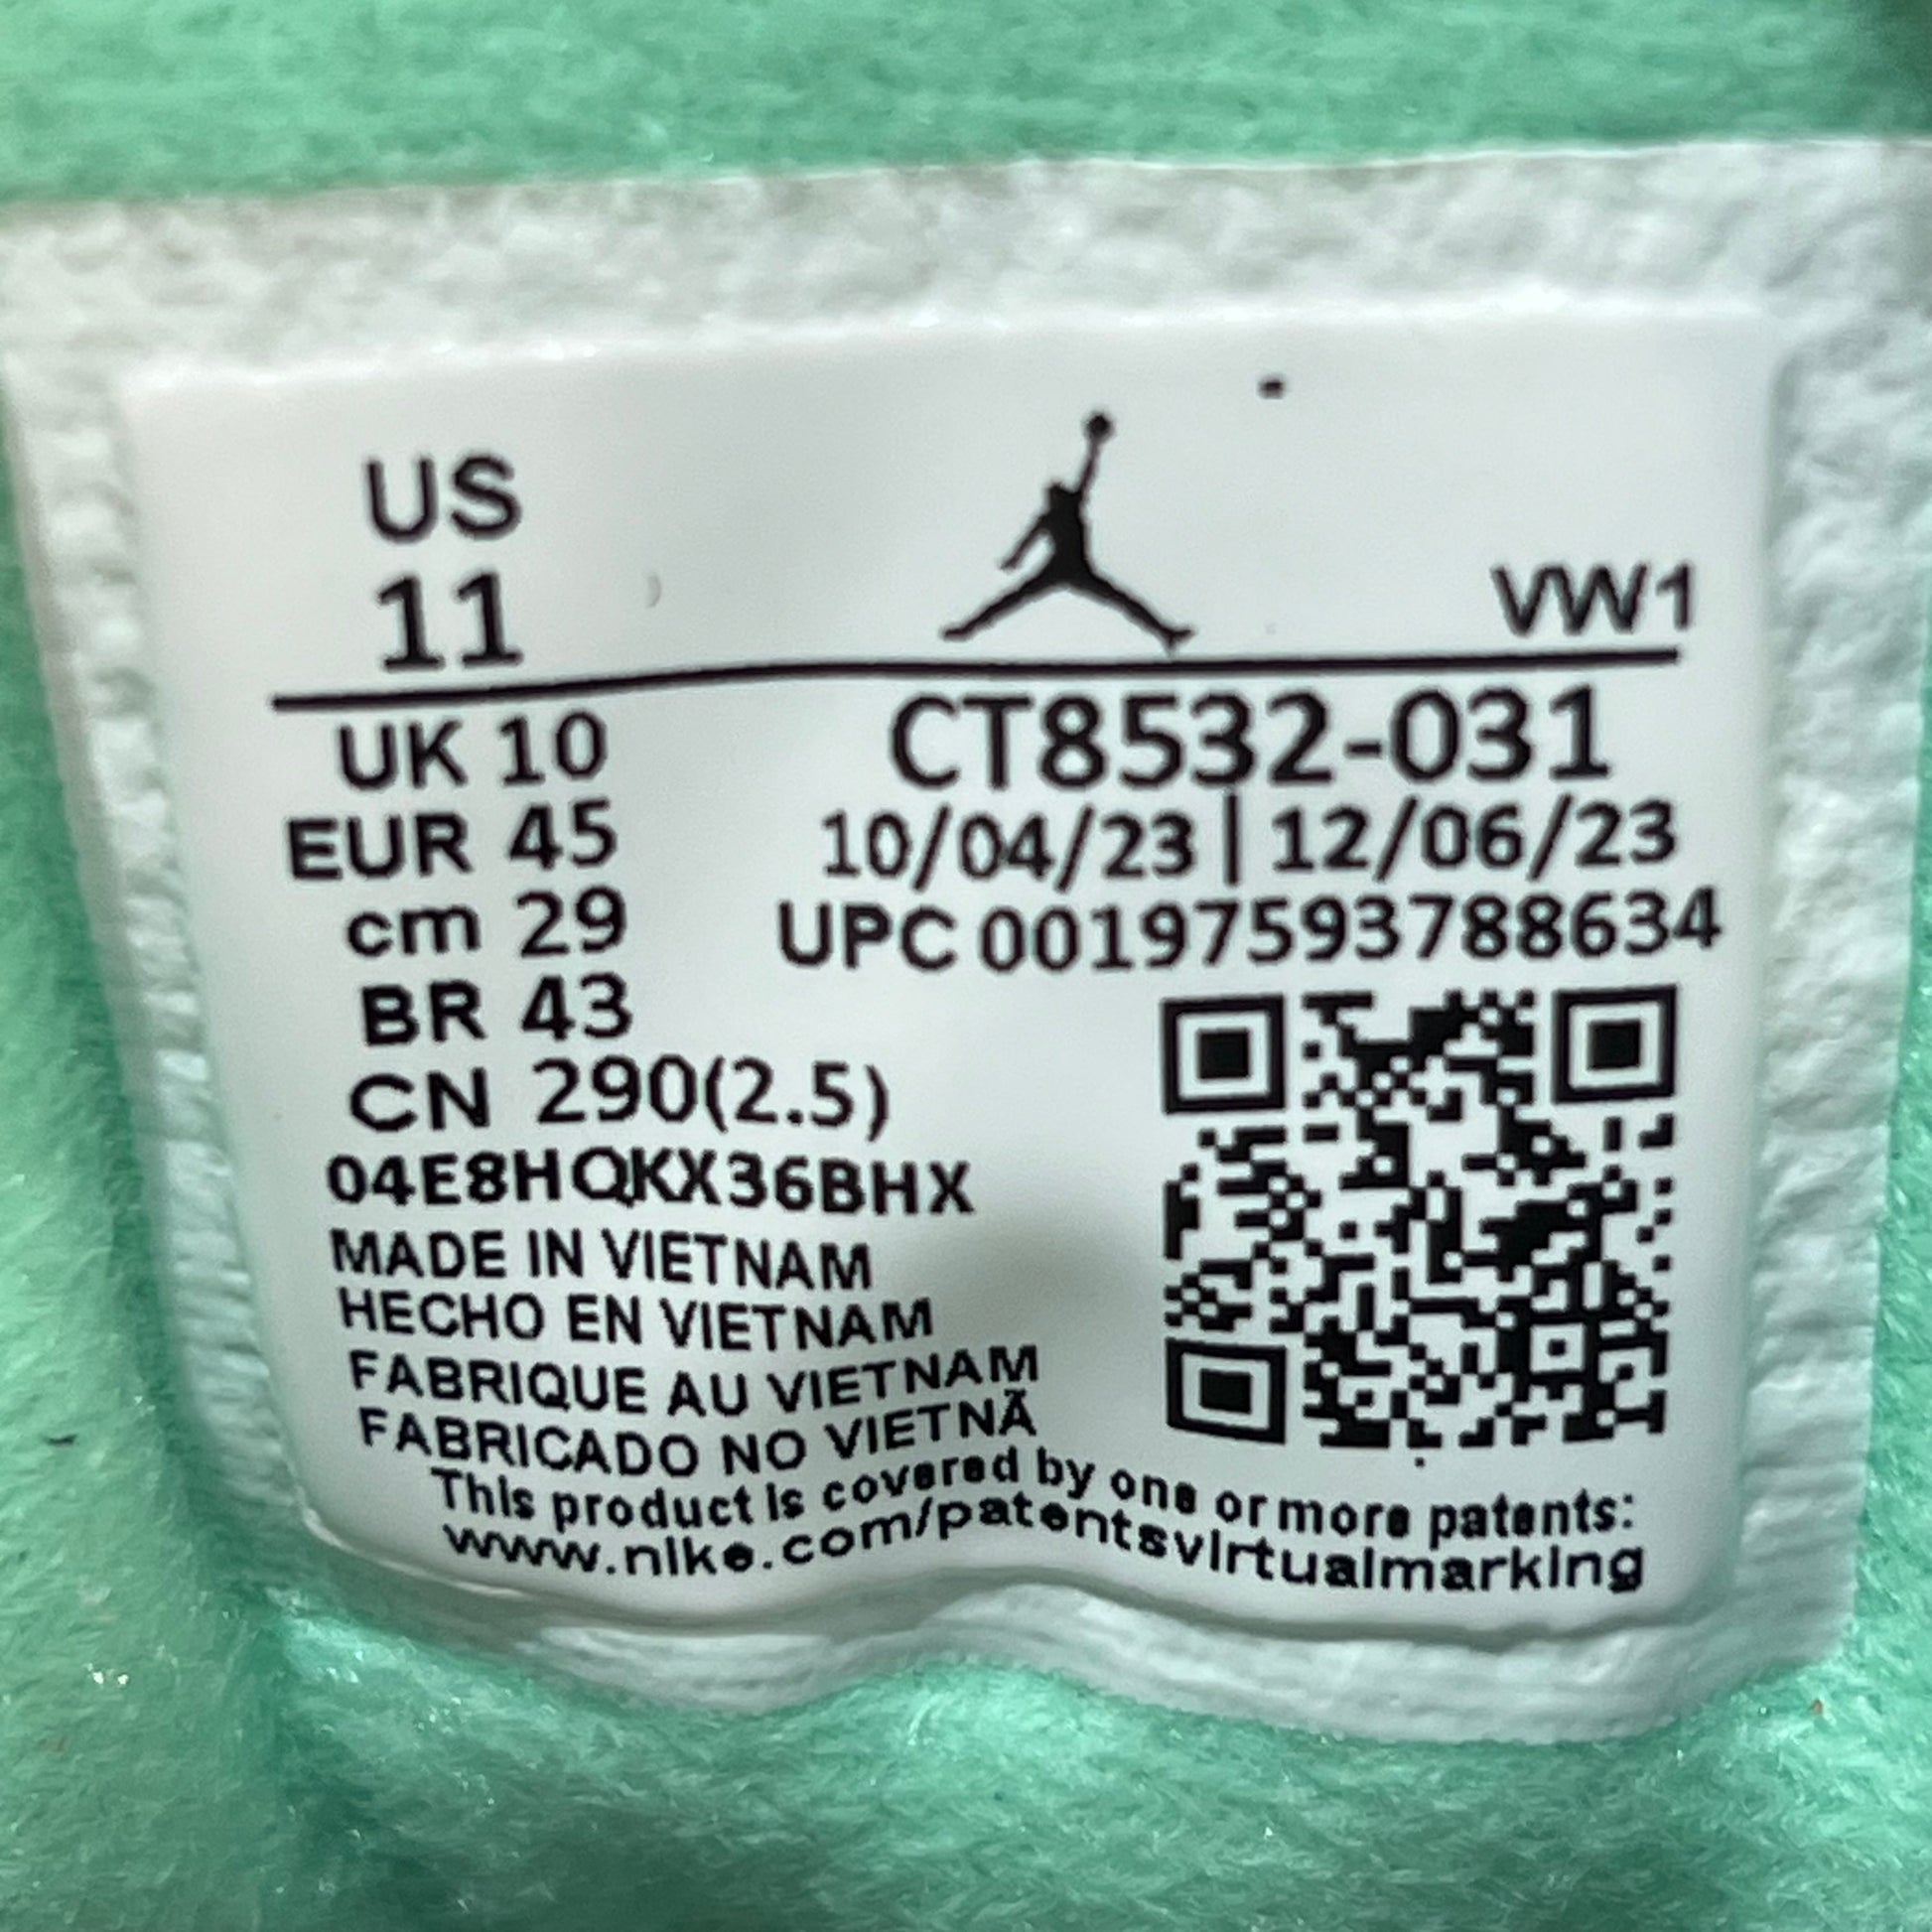 US
11
VW1
UK 10
EUR 45
cm 29
BR 43
CN 290(2.5)
CT8532-031
10/04/23 | 12/06/23
UPC 00197593788634
04E8HQKX36BHX
MADE IN VIETNAM
HECHO EN VIETNAM
FABRIQUE AU VIETNAM
FABRICADO NO VIETNÃ
This product is covered by one or more patents:
www.nike.com/patentsvirtualmarking